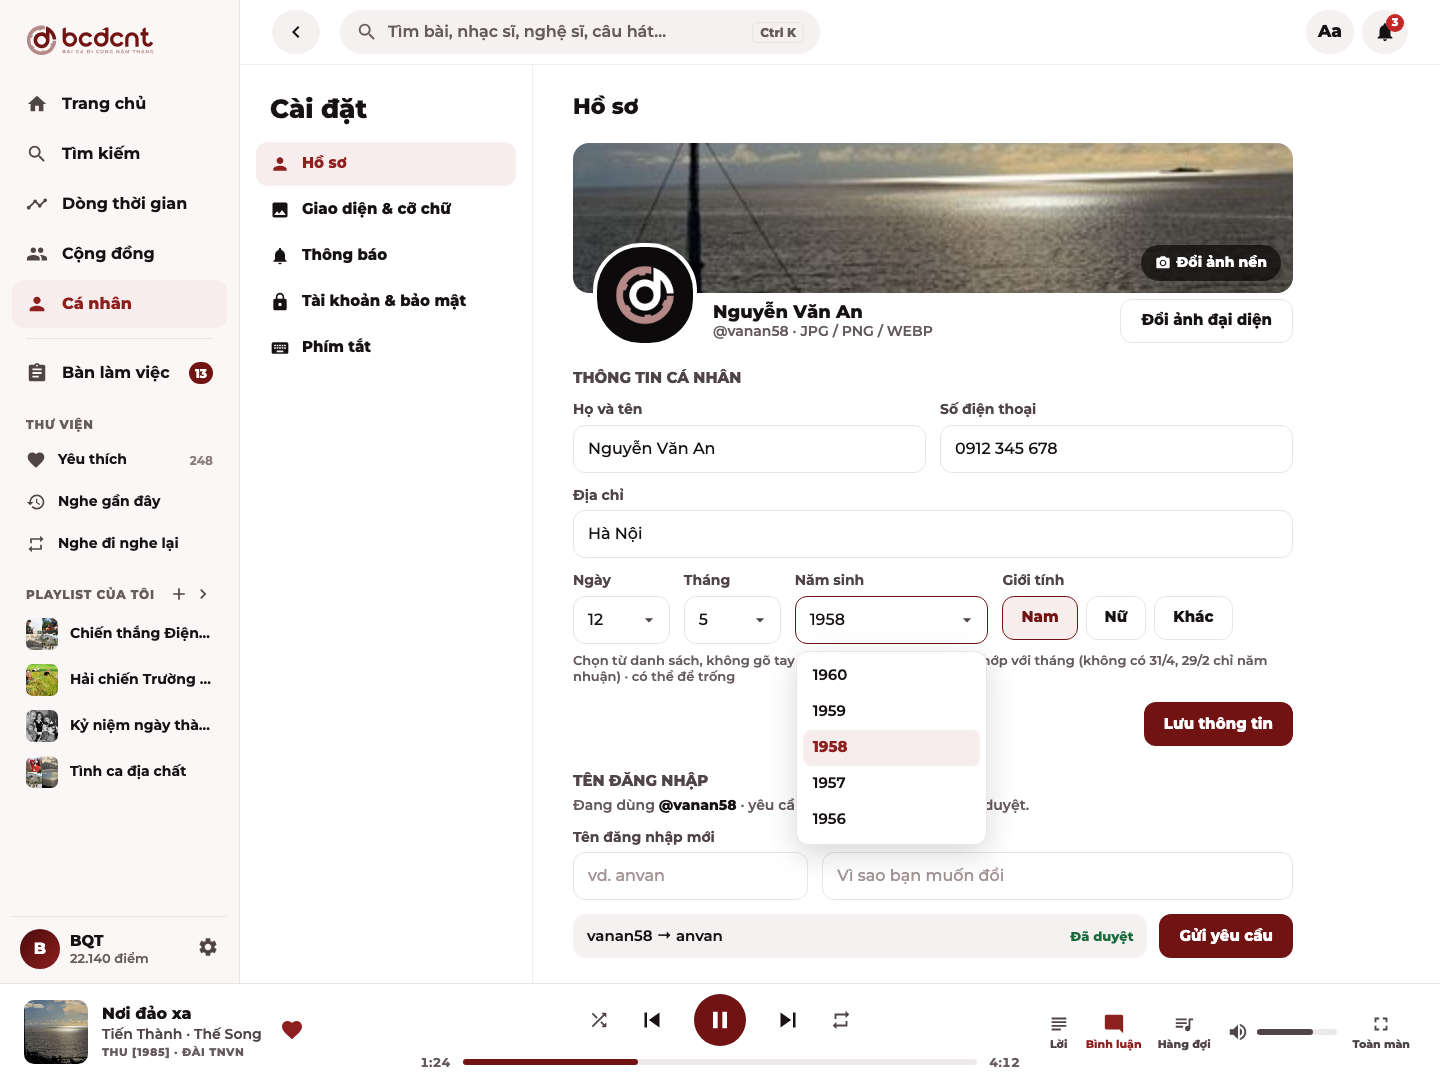 bcdcnt
BÀI CA ĐI CÙNG NĂM THÁNG
Tìm bài, nhạc sĩ, nghệ sĩ, câu hát...
Ctrl K
Aa
3
Trang chủ
Tìm kiếm
Dòng thời gian
Cộng đồng
Cá nhân
Bàn làm việc
13
THƯ VIỆN
Yêu thích
248
Nghe gần đây
Nghe đi nghe lại
PLAYLIST CỦA TÔI
Chiến thắng Điện...
Hải chiến Trường ...
Kỷ niệm ngày thà...
Tình ca địa chất
B
BQT
22.140 điểm
Cài đặt
Hồ sơ
Giao diện & cỡ chữ
Thông báo
Tài khoản & bảo mật
Phím tắt
Hồ sơ
Đổi ảnh nền
Nguyễn Văn An
@vanan58 · JPG / PNG / WEBP
Đổi ảnh đại diện
THÔNG TIN CÁ NHÂN
Họ và tên
Số điện thoại
Nguyễn Văn An
0912 345 678
Địa chỉ
Hà Nội
Ngày
Tháng
Năm sinh
Giới tính
12
5
1958
Nam
Nữ
Khác
Chọn từ danh sách, không gõ tay
hớp với tháng (không có 31/4, 29/2 chỉ năm
nhuận) · có thể để trống
1960
1959
1958
1957
1956
Lưu thông tin
TÊN ĐĂNG NHẬP
Đang dùng @vanan58 · yêu cầ
duyệt.
Tên đăng nhập mới
vd. anvan
Vì sao bạn muốn đổi
vanan58 → anvan
Đã duyệt
Gửi yêu cầu
Nơi đảo xa
Tiến Thành · Thế Song
THU [1985] · ĐÀI TNVN
1:24
4:12
Lời
Bình luận
Hàng đợi
Toàn màn